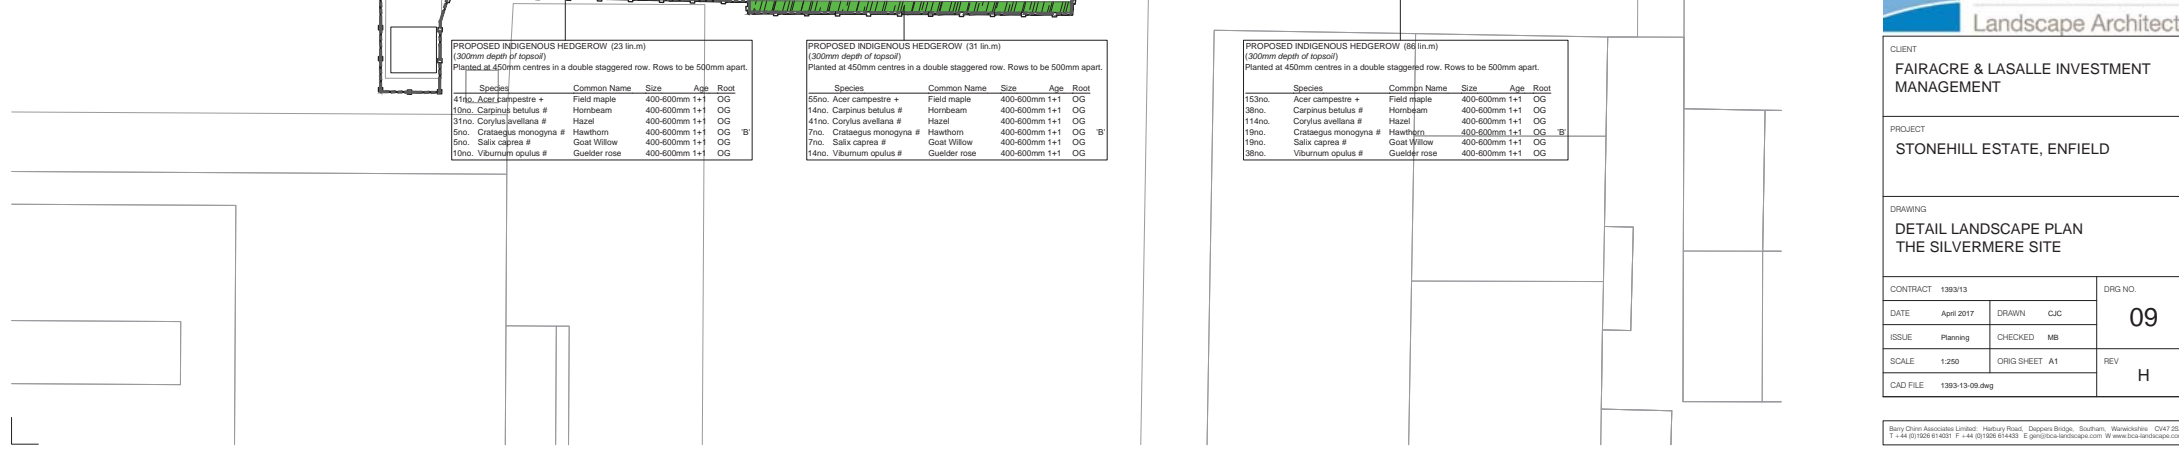 PROPOSED INDIGENOUS HEDGEROW (23 lin.m)
(300mm depth of topsoil)
Planted at 450mm centres in a double staggered row. Rows to be 500mm apart.
Species Common Name Size Age Root
41no. Acer campestre + Field maple 400-600mm 1+1 OG
10no. Carpinus betulus # Hornbeam 400-600mm 1+1 OG
31no. Corylus avellana # Hazel 400-600mm 1+1 OG
5no. Crataegus monogyna # Hawthorn 400-600mm 1+1 OG 'B'
5no. Salix caprea # Goat Willow 400-600mm 1+1 OG
10no. Viburnum opulus # Guelder rose 400-600mm 1+1 OG
PROPOSED INDIGENOUS HEDGEROW (31 lin.m)
(300mm depth of topsoil)
Planted at 450mm centres in a double staggered row. Rows to be 500mm apart.
Species Common Name Size Age Root
55no. Acer campestre + Field maple 400-600mm 1+1 OG
14no. Carpinus betulus # Hornbeam 400-600mm 1+1 OG
41no. Corylus avellana # Hazel 400-600mm 1+1 OG
7no. Crataegus monogyna # Hawthorn 400-600mm 1+1 OG 'B'
7no. Salix caprea # Goat Willow 400-600mm 1+1 OG
14no. Viburnum opulus # Guelder rose 400-600mm 1+1 OG
PROPOSED INDIGENOUS HEDGEROW (86 lin.m)
(300mm depth of topsoil)
Planted at 450mm centres in a double staggered row. Rows to be 500mm apart.
Species Common Name Size Age Root
153no. Acer campestre + Field maple 400-600mm 1+1 OG
38no. Carpinus betulus # Hornbeam 400-600mm 1+1 OG
114no. Corylus avellana # Hazel 400-600mm 1+1 OG
19no. Crataegus monogyna # Hawthorn 400-600mm 1+1 OG 'B'
19no. Salix caprea # Goat Willow 400-600mm 1+1 OG
38no. Viburnum opulus # Guelder rose 400-600mm 1+1 OG
Landscape Architect
CLIENT
FAIRACRE & LASALLE INVESTMENT
MANAGEMENT
PROJECT
STONEHILL ESTATE, ENFIELD
DRAWING
DETAIL LANDSCAPE PLAN
THE SILVERMERE SITE
CONTRACT 1393/13
DRG NO.
09
DATE April 2017 DRAWN CJC
ISSUE Planning CHECKED MB
SCALE 1:250 ORIG SHEET A1
REV
H
CAD FILE 1393-13-09.dwg
Barry Chinn Associates Limited: Harbury Road, Deppers Bridge, Southam, Warwickshire CV47 2S
T +44 (0)1926 614031 F +44 (0)1926 614433 E gen@bca-landscape.com W www.bca-landscape.co